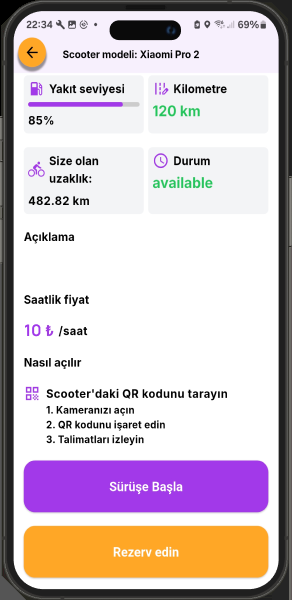 22:34
69%
Scooter modeli: Xiaomi Pro 2
Yakıt seviyesi
85%
Kilometre
120 km
Size olan
uzaklık:
482.82 km
Durum
available
Açıklama
Saatlik fiyat
10 ₺ /saat
Nasıl açılır
Scooter'daki QR kodunu tarayın
1. Kameranızı açın
2. QR kodunu işaret edin
3. Talimatları izleyin
Sürüşe Başla
Rezerv edin